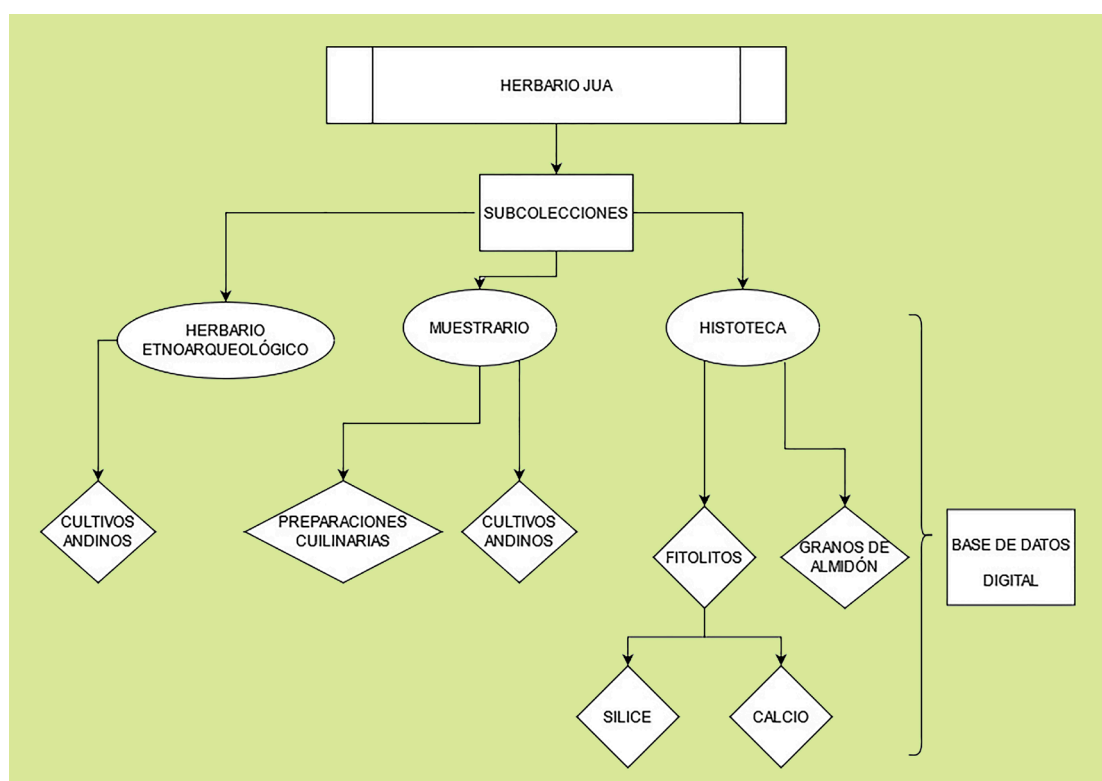 HERBARIO JUA
SUBCOLECCIONES
HERBARIO
ETNOARQUEOLÓGICO
MUESTRARIO
HISTOTECA
CULTIVOS
ANDINOS
PREPARACIONES
CUILINARIAS
CULTIVOS
ANDINOS
FITOLITOS
GRANOS DE
ALMIDÓN
BASE DE DATOS
DIGITAL
SILICE
CALCIO